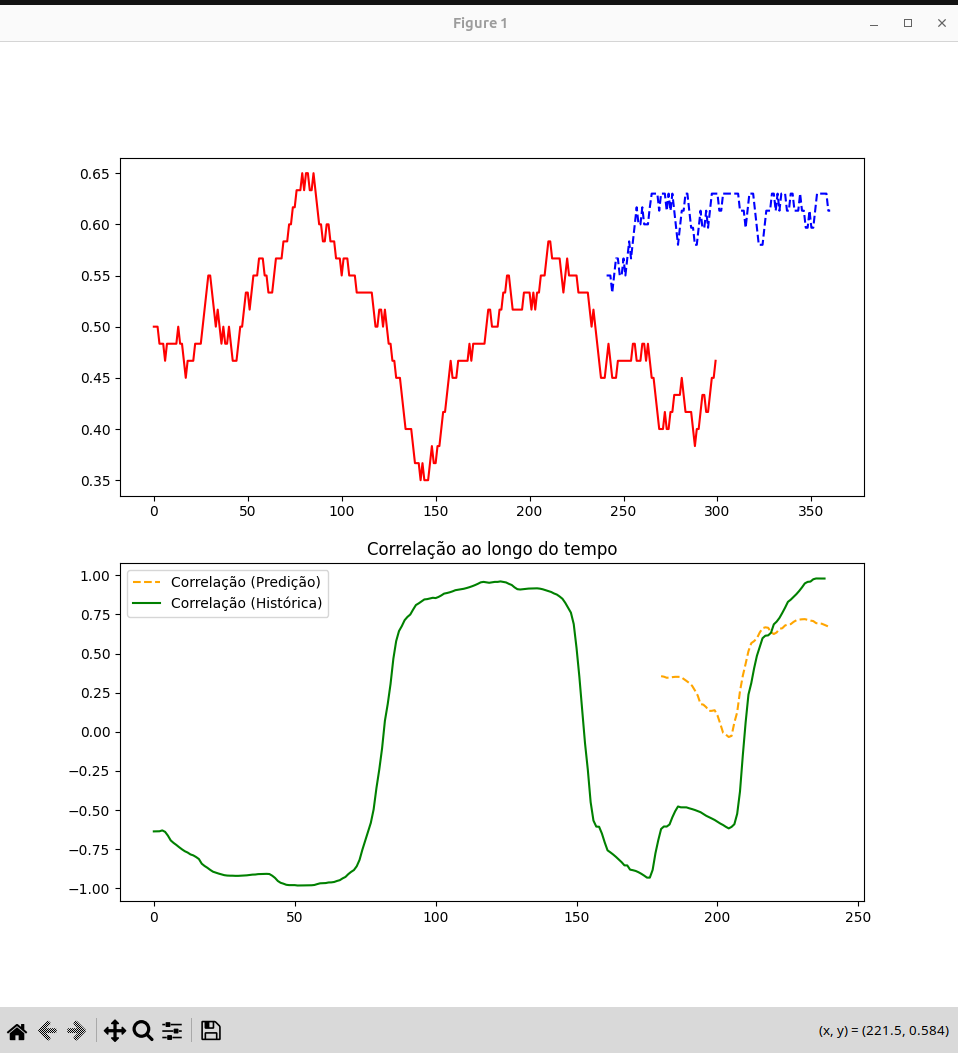 Figure 1
0.65
0.60
0.55
0.50
0.45
0.40
0.35
0 50 100 150 200 250 300 350
Correlação ao longo do tempo
1.00
0.75
0.50
0.25
0.00
−0.25
−0.50
−0.75
−1.00
Correlação (Predição)
Correlação (Histórica)
0 50 100 150 200 250
(x, y) = (221.5, 0.584)